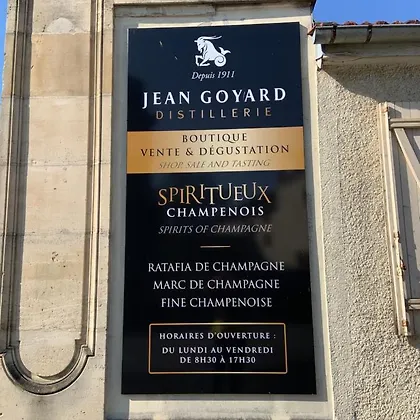 Depuis 1911
JEAN GOYARD
DISTILLERIE
BOUTIQUE
VENTE & DÉGUSTATION
SHOP, SALE AND TASTING
SPIRITUEUX
CHAMPENOIS
SPIRITS OF CHAMPAGNE
RATAFIA DE CHAMPAGNE
MARC DE CHAMPAGNE
FINE CHAMPENOISE
HORAIRES D'OUVERTURE :
DU LUNDI AU VENDREDI
DE 8H30 À 17H30